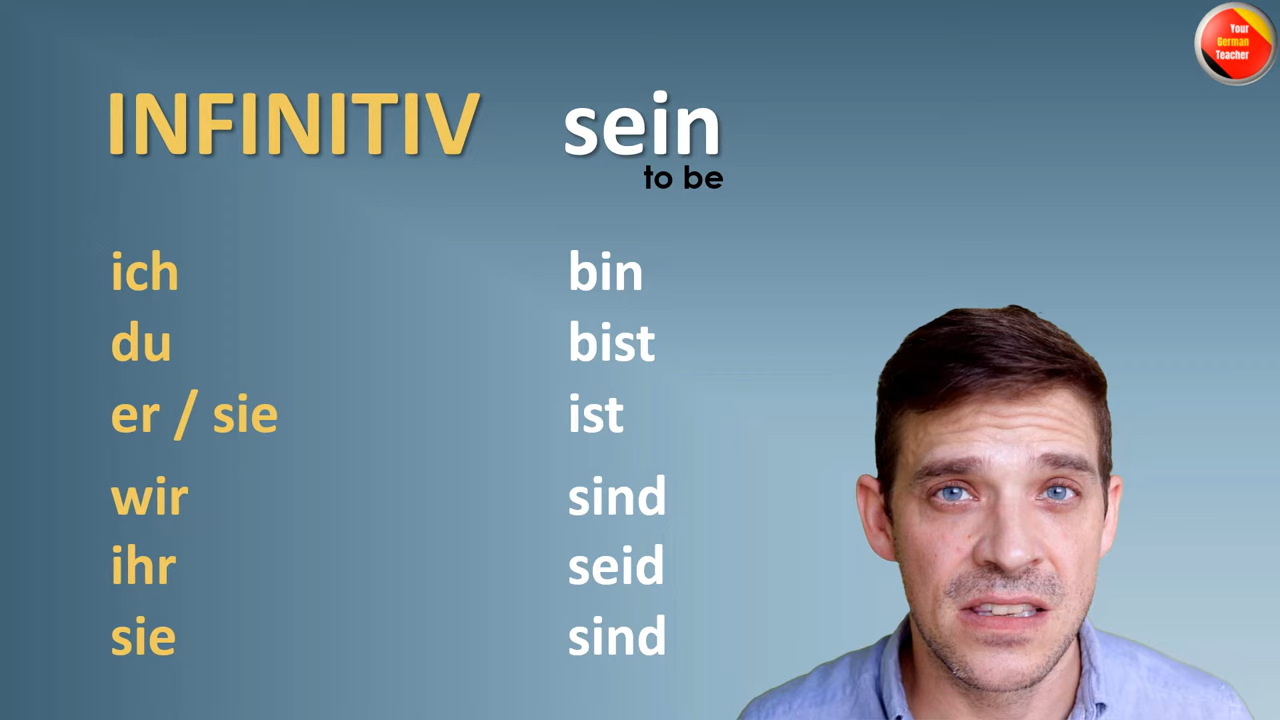 Your
German
Teacher
INFINITIV sein
to be
ich bin
du bist
er / sie ist
wir sind
ihr seid
sie sind